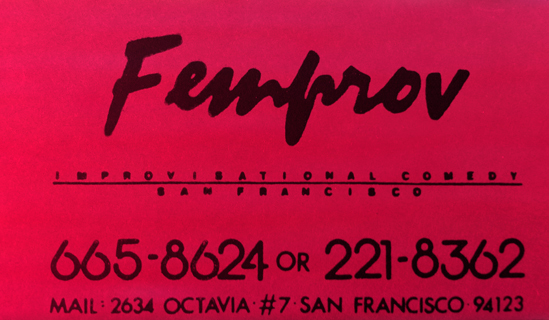 Femprov
IMPROVISATIONAL COMEDY
SAN FRANCISCO
665-8624 OR 221-8362
MAIL: 2634 OCTAVIA · #7 · SAN FRANCISCO · 94123